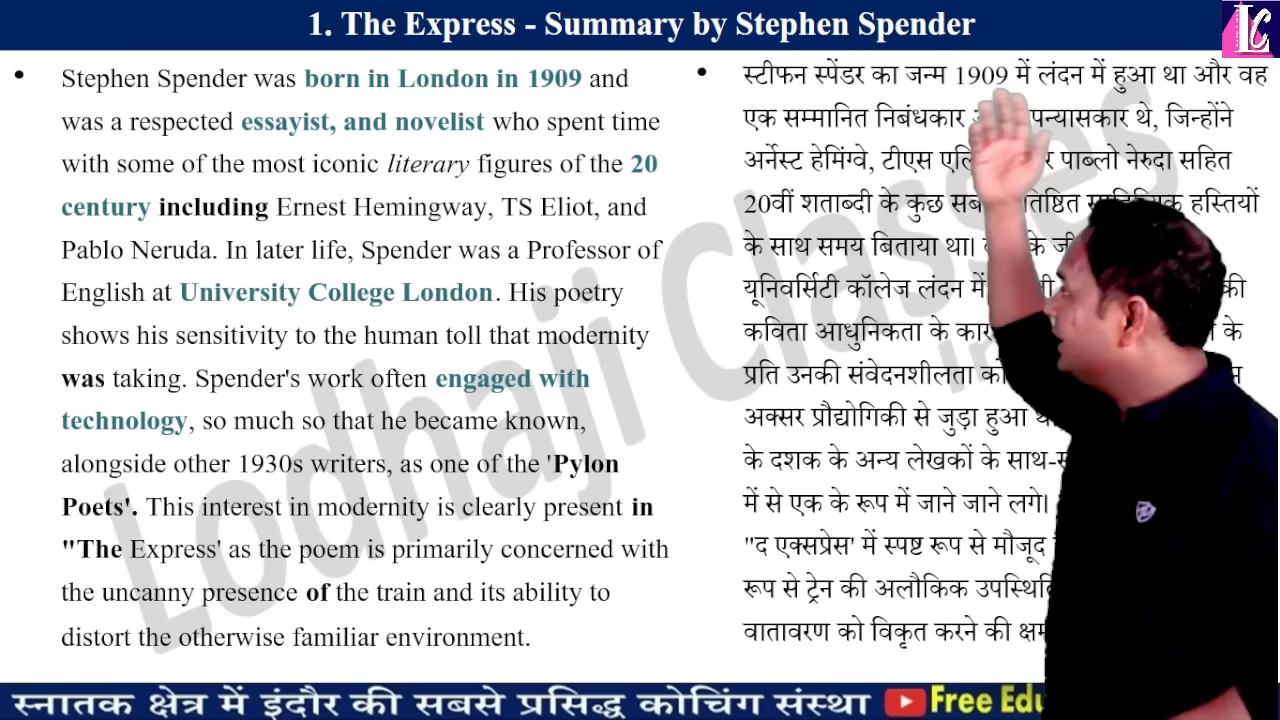 1. The Express - Summary by Stephen Spender
LC
• Stephen Spender was born in London in 1909 and
was a respected essayist, and novelist who spent time
with some of the most iconic literary figures of the 20
century including Ernest Hemingway, TS Eliot, and
Pablo Neruda. In later life, Spender was a Professor of
English at University College London. His poetry
shows his sensitivity to the human toll that modernity
was taking. Spender's work often engaged with
technology, so much so that he became known,
alongside other 1930s writers, as one of the 'Pylon
Poets'. This interest in modernity is clearly present in
"The Express' as the poem is primarily concerned with
the uncanny presence of the train and its ability to
distort the otherwise familiar environment.
• स्टीफन स्पेंडर का जन्म 1909 में लंदन में हुआ था और वह
एक सम्मानित निबंधकार थे, जिन्होंने
अर्नेस्ट हेमिंग्वे, टीएस पाब्लो नेरुदा सहित
20वीं शताब्दी के कुछ हस्तियों
के साथ समय बिताया था।
यूनिवर्सिटी कॉलेज लंदन में
कविता आधुनिकता के के
प्रति उनकी संवेदनशीलता
अक्सर प्रौद्योगिकी से जुड़ा हुआ
के दशक के अन्य लेखकों के
में से एक के रूप में जाने जाने लगे।
"द एक्सप्रेस' में स्पष्ट रूप से मौजूद
रूप से ट्रेन की अलौकिक
वातावरण को विकृत करने की
Lodhaji Classes
स्नातक क्षेत्र में इंदौर की सबसे प्रसिद्ध कोचिंग संस्था Free